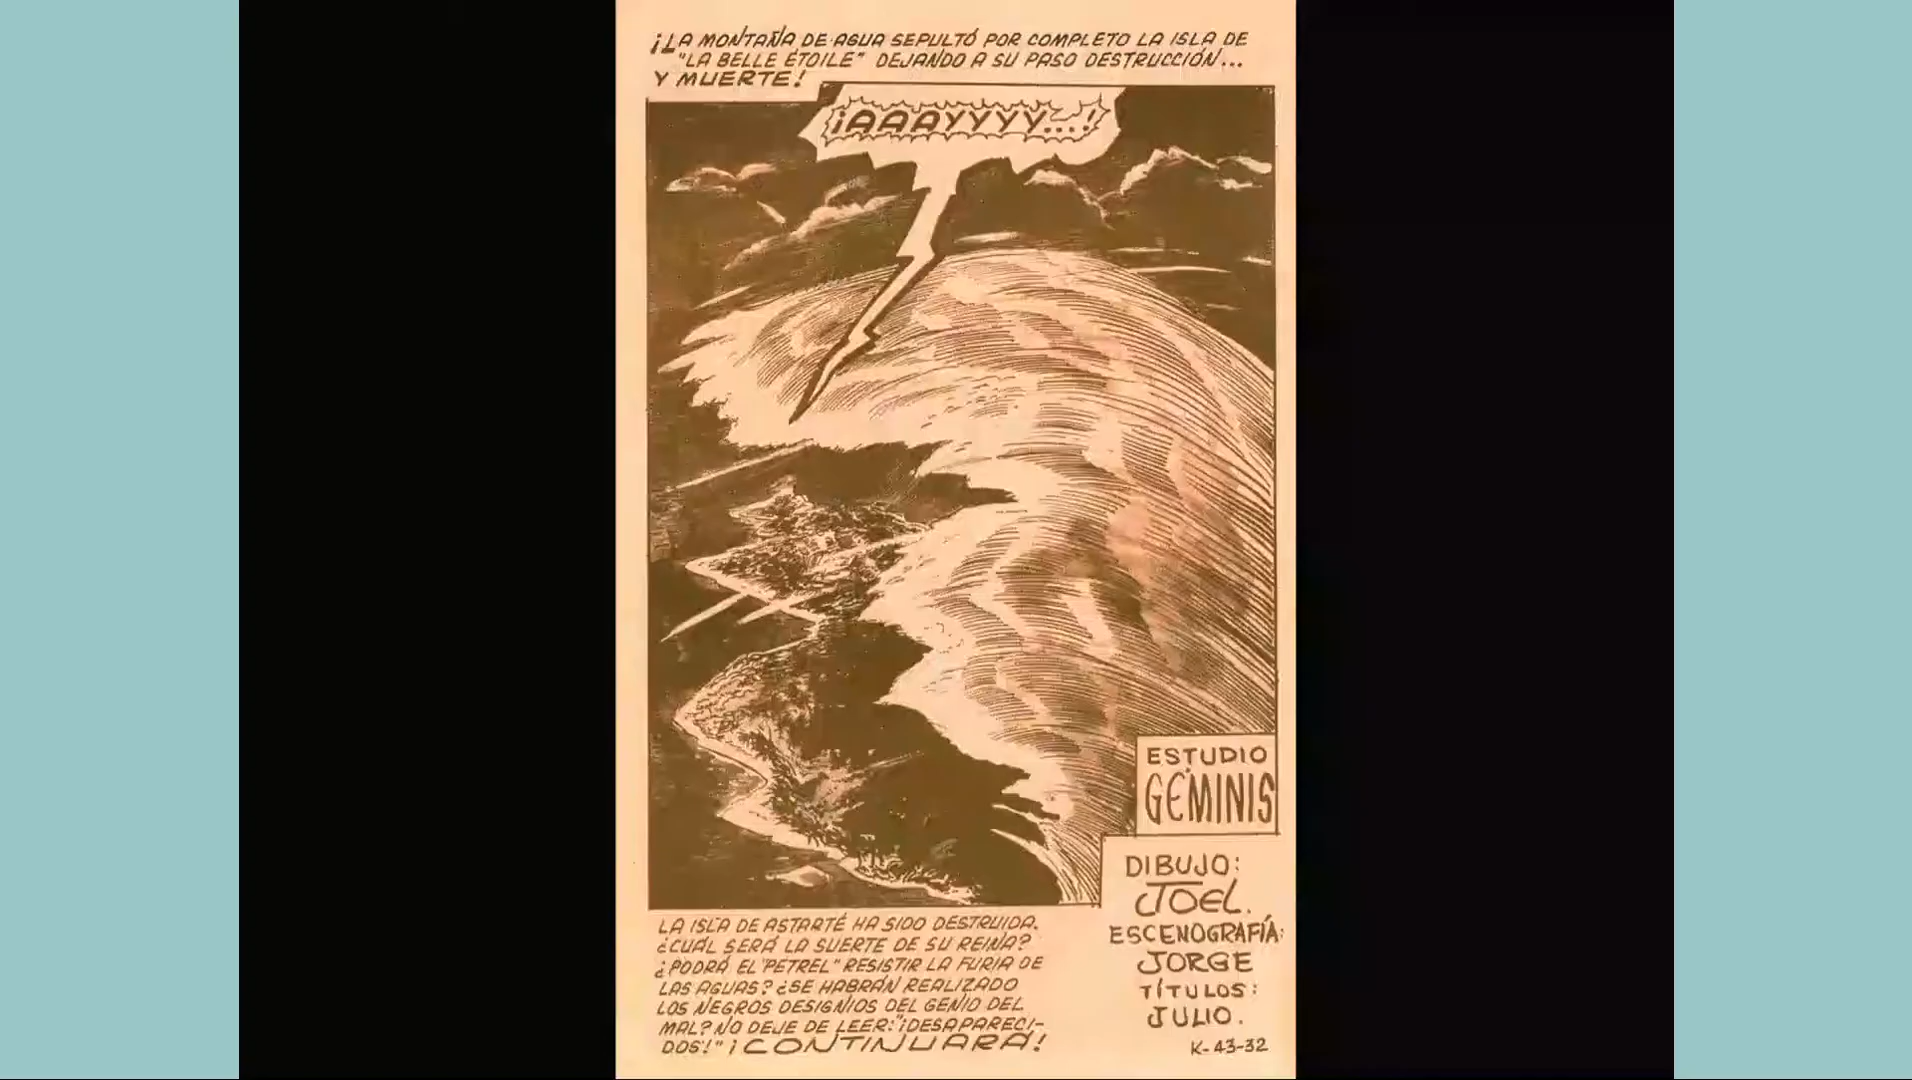 ¡LA MONTAÑA DE AGUA SEPULTÓ POR COMPLETO LA ISLA DE
"LA BELLE ÉTOILE" DEJANDO A SU PASO DESTRUCCIÓN...
Y MUERTE!
¡AAAYYYY...!
ESTUDIO
GÉMINIS
DIBUJO:
JOEL.
ESCENOGRAFÍA:
JORGE
TÍTULOS:
JULIO.
K-43-32
LA ISLA DE ASTARTÉ HA SIDO DESTRUIDA.
¿CUÁL SERÁ LA SUERTE DE SU REINA?
¿PODRÁ EL "PETREL" RESISTIR LA FURIA DE
LAS AGUAS? ¿SE HABRÁN REALIZADO
LOS NEGROS DESIGNIOS DEL GENIO DEL
MAL? NO DEJE DE LEER: "¡DESAPARECI-
DOS!" ¡CONTINUARÁ!